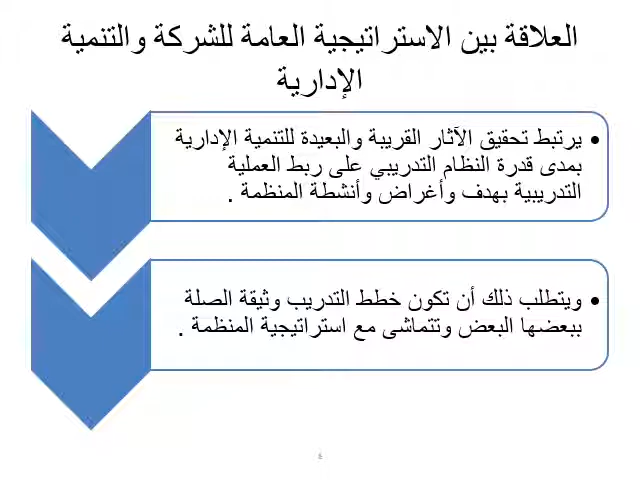 العلاقة بين الاستراتيجية العامة للشركة والتنمية
الإدارية
• يرتبط تحقيق الآثار القريبة والبعيدة للتنمية الإدارية
بمدى قدرة النظام التدريبي على ربط العملية
التدريبية بهدف وأغراض وأنشطة المنظمة .
• ويتطلب ذلك أن تكون خطط التدريب وثيقة الصلة
ببعضها البعض وتتماشى مع استراتيجية المنظمة .
٤